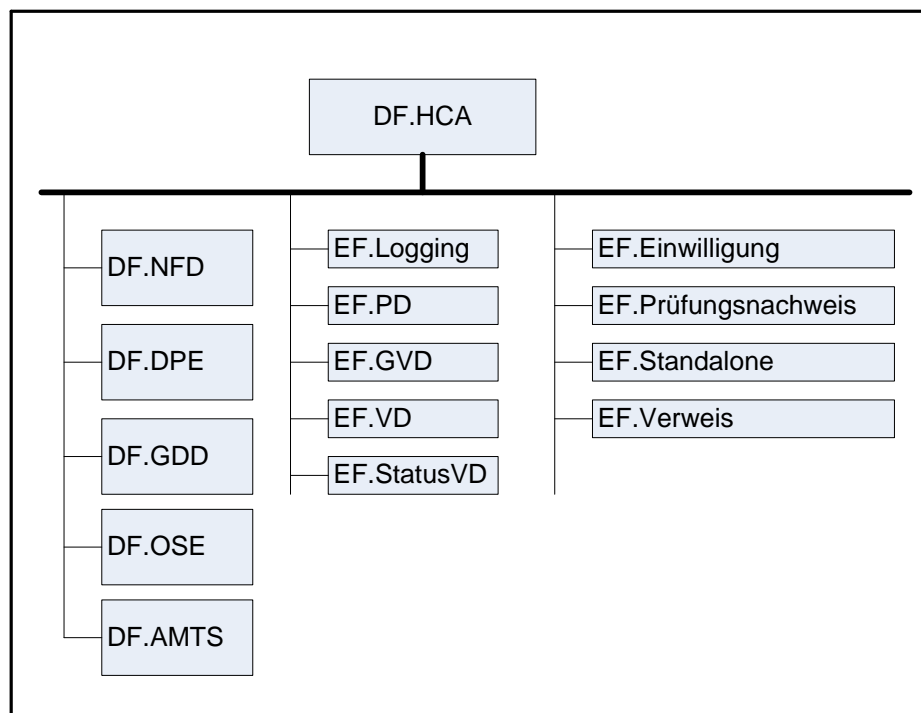 DF.HCA
DF.NFD
DF.DPE
DF.GDD
DF.OSE
DF.AMTS
EF.Logging
EF.PD
EF.GVD
EF.VD
EF.StatusVD
EF.Einwilligung
EF.Prüfungsnachweis
EF.Standalone
EF.Verweis